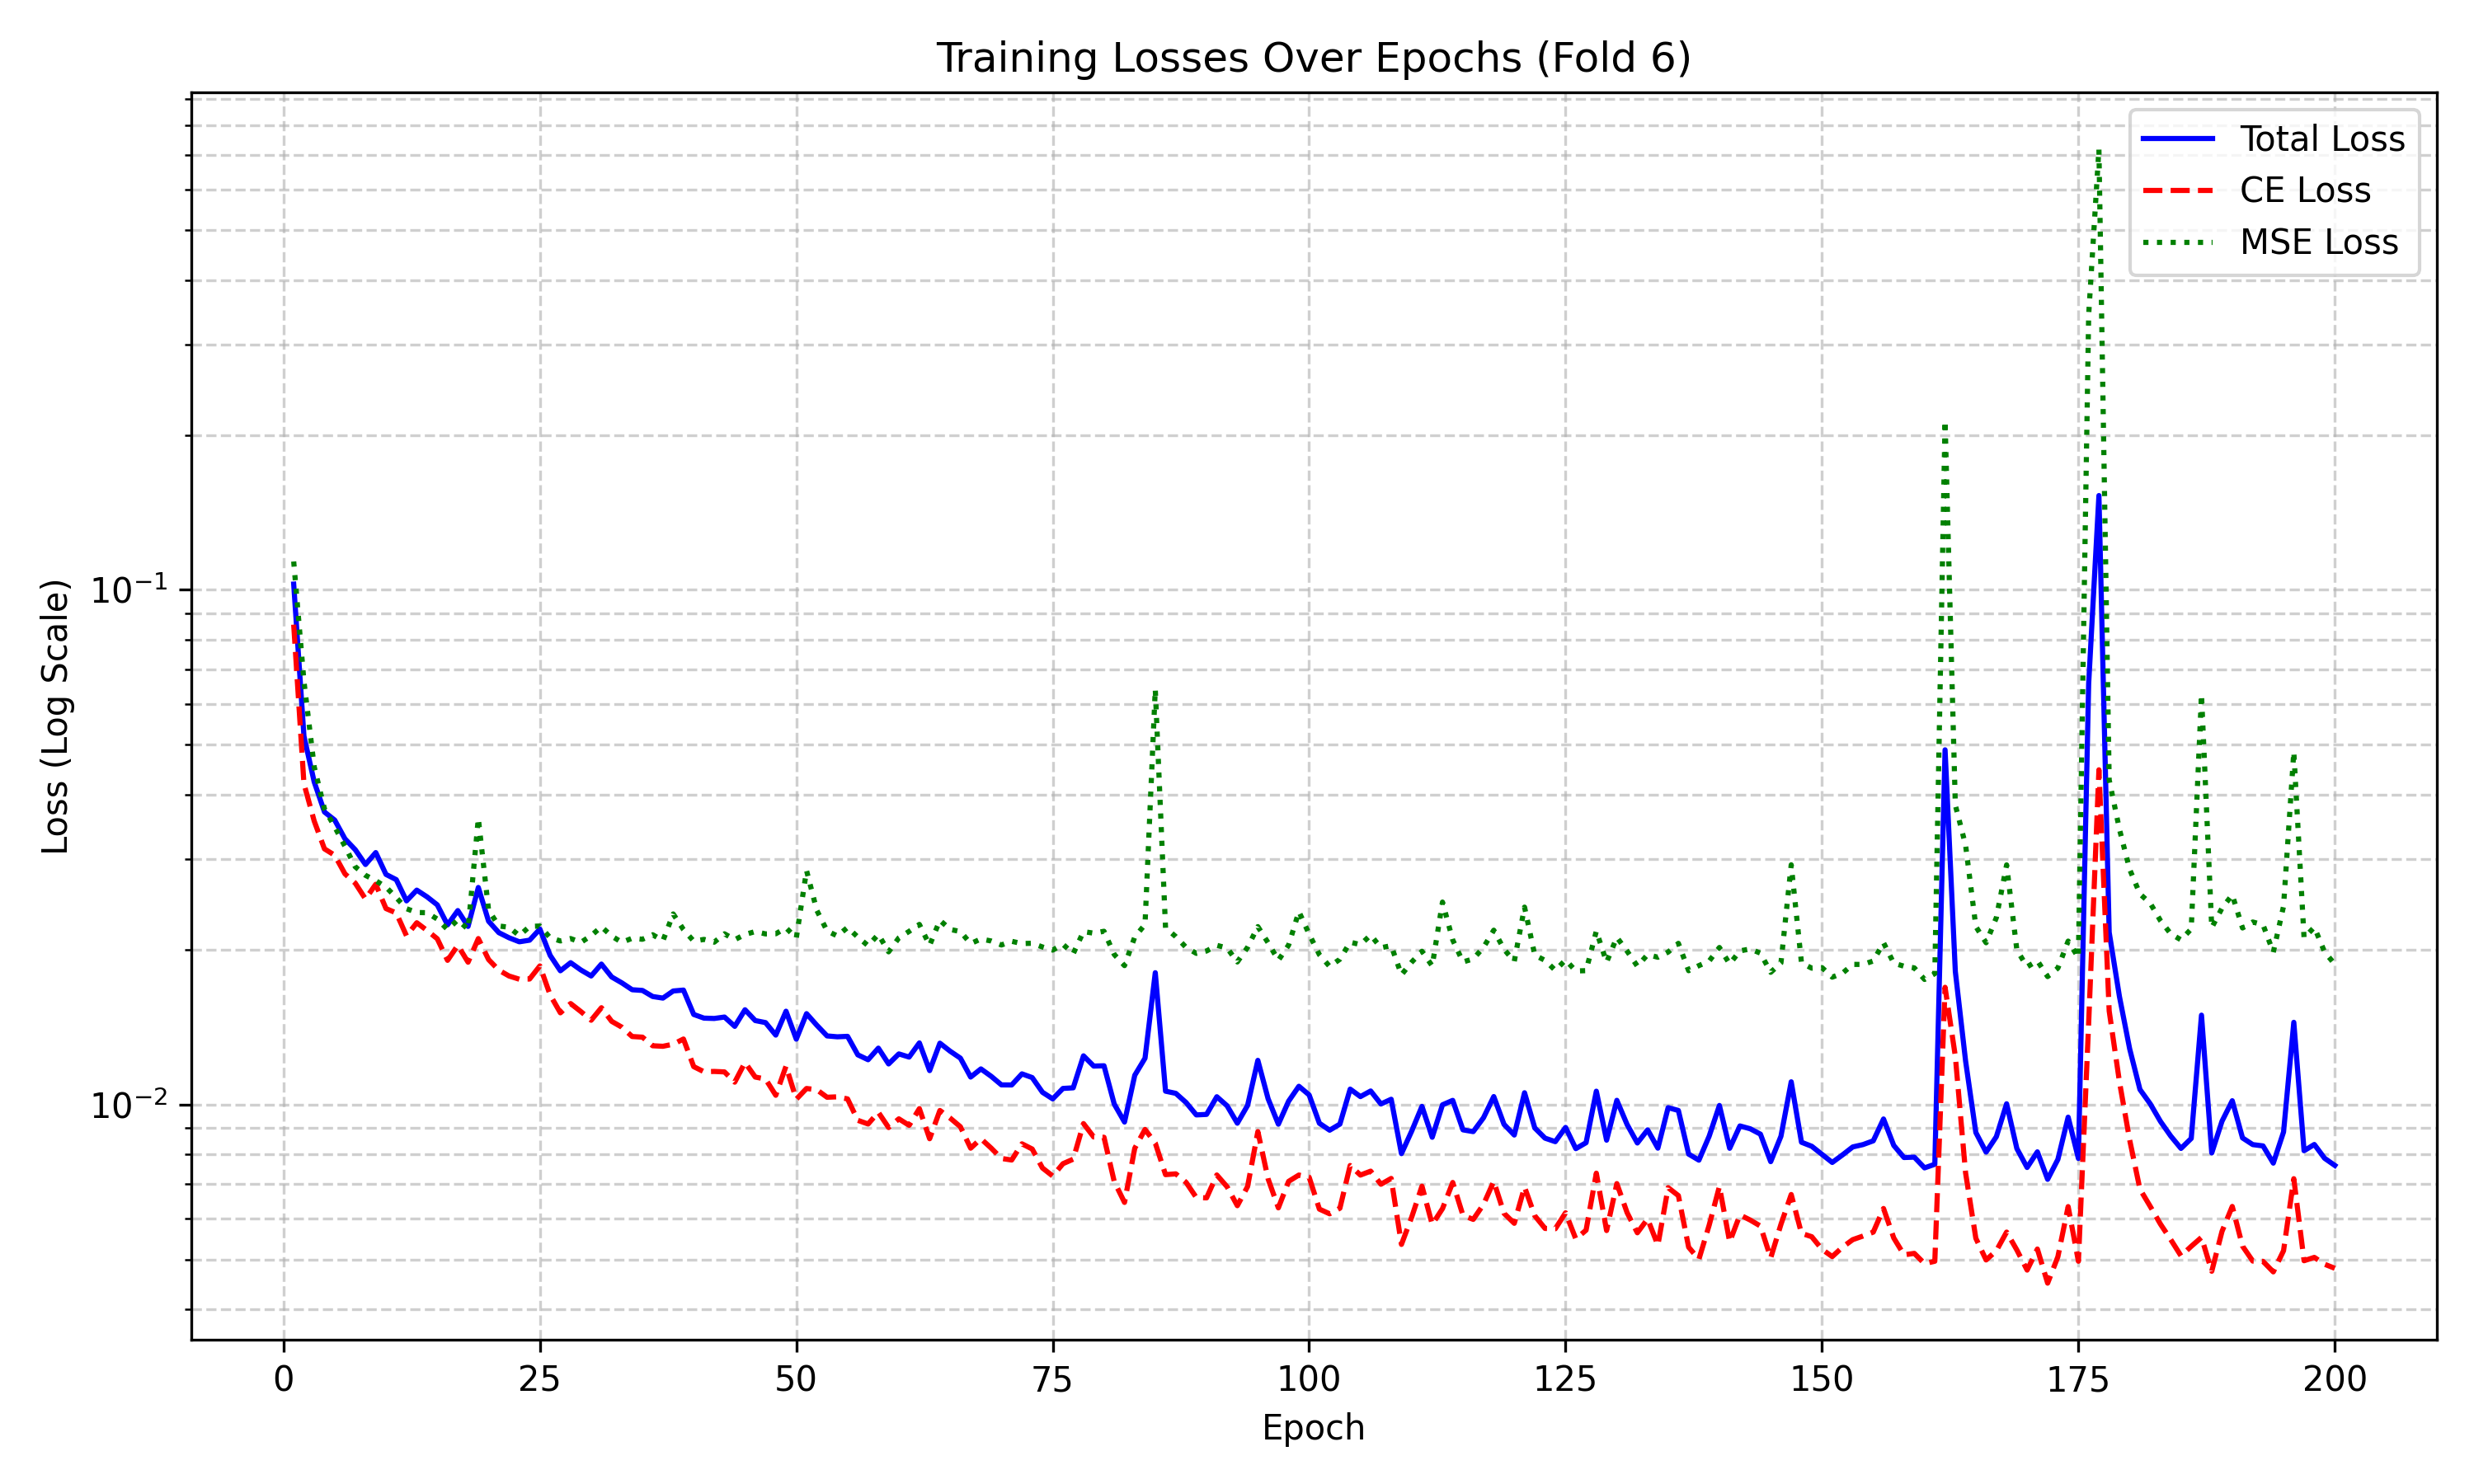 Training Losses Over Epochs (Fold 6)
Total Loss
CE Loss
MSE Loss
Loss (Log Scale)
10⁻¹
10⁻²
0 25 50 75 100 125 150 175 200
Epoch